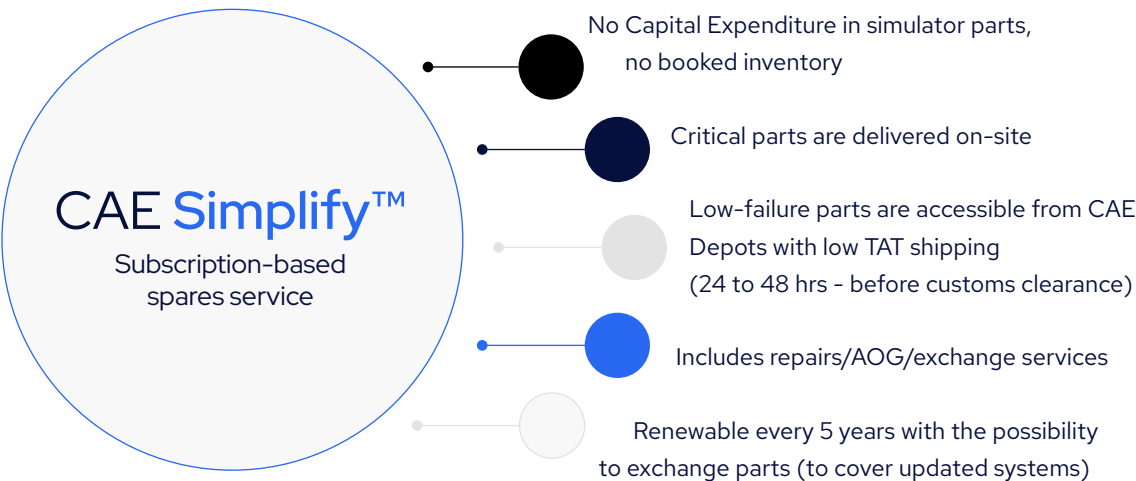 CAE Simplify™
Subscription-based
spares service
No Capital Expenditure in simulator parts,
no booked inventory
Critical parts are delivered on-site
Low-failure parts are accessible from CAE
Depots with low TAT shipping
(24 to 48 hrs - before customs clearance)
Includes repairs/AOG/exchange services
Renewable every 5 years with the possibility
to exchange parts (to cover updated systems)